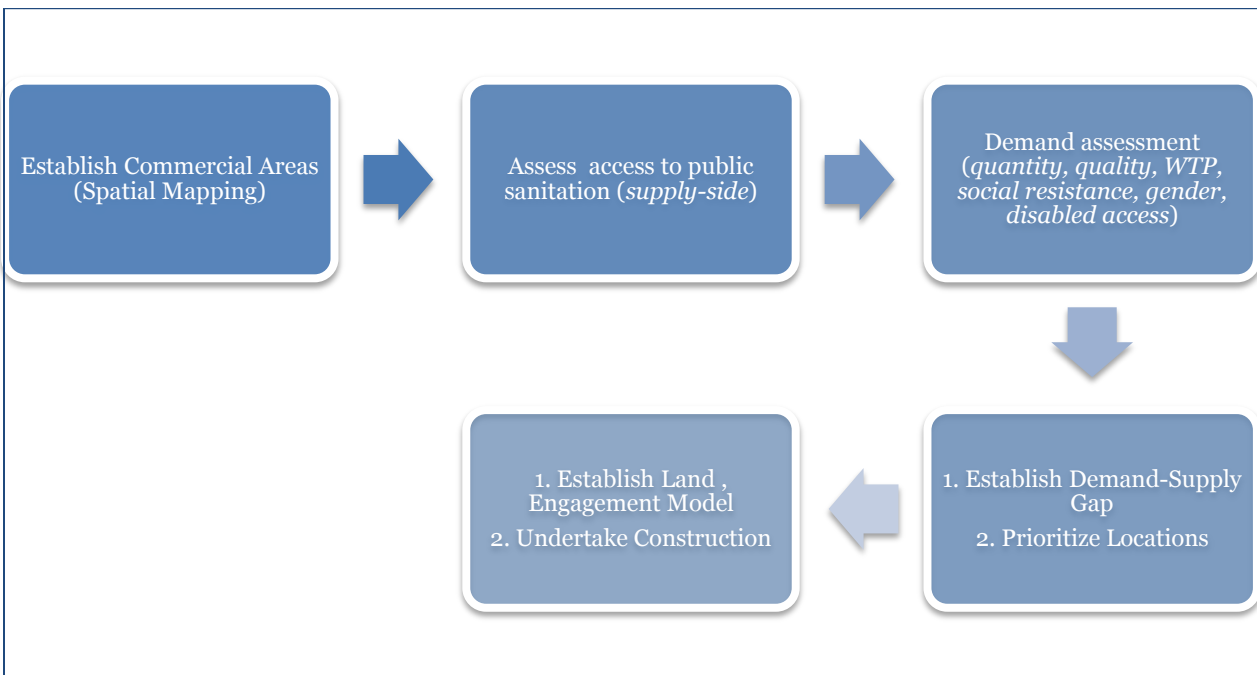 Establish Commercial Areas
(Spatial Mapping)
Assess access to public
sanitation (supply-side)
Demand assessment
(quantity, quality, WTP,
social resistance, gender,
disabled access)
1. Establish Demand-Supply
Gap
2. Prioritize Locations
1. Establish Land ,
Engagement Model
2. Undertake Construction